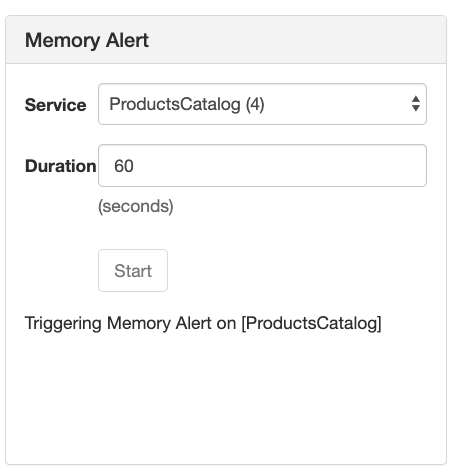 Memory Alert
Service ProductsCatalog (4)
Duration 60
(seconds)
Start
Triggering Memory Alert on [ProductsCatalog]